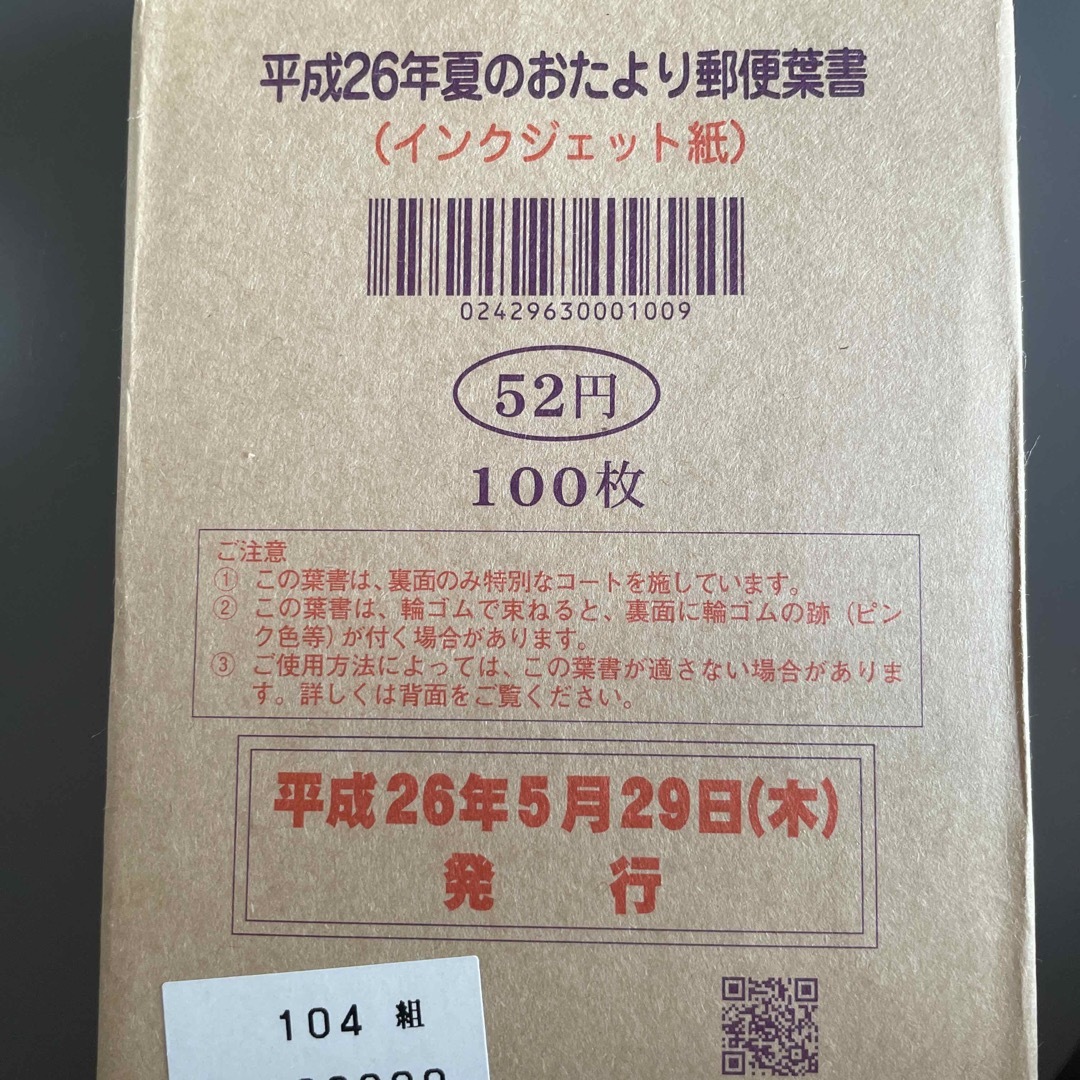 平成26年夏のおたより郵便葉書
（インクジェット紙）
02429630001009
52円
100枚
ご注意
① この葉書は、裏面のみ特別なコートを施しています。
② この葉書は、輪ゴムで束ねると、裏面に輪ゴムの跡（ピン
ク色等）が付く場合があります。
③ ご使用方法によっては、この葉書が適さない場合がありま
す。詳しくは背面をご覧ください。
平成26年5月29日(木)
発 行
104 組